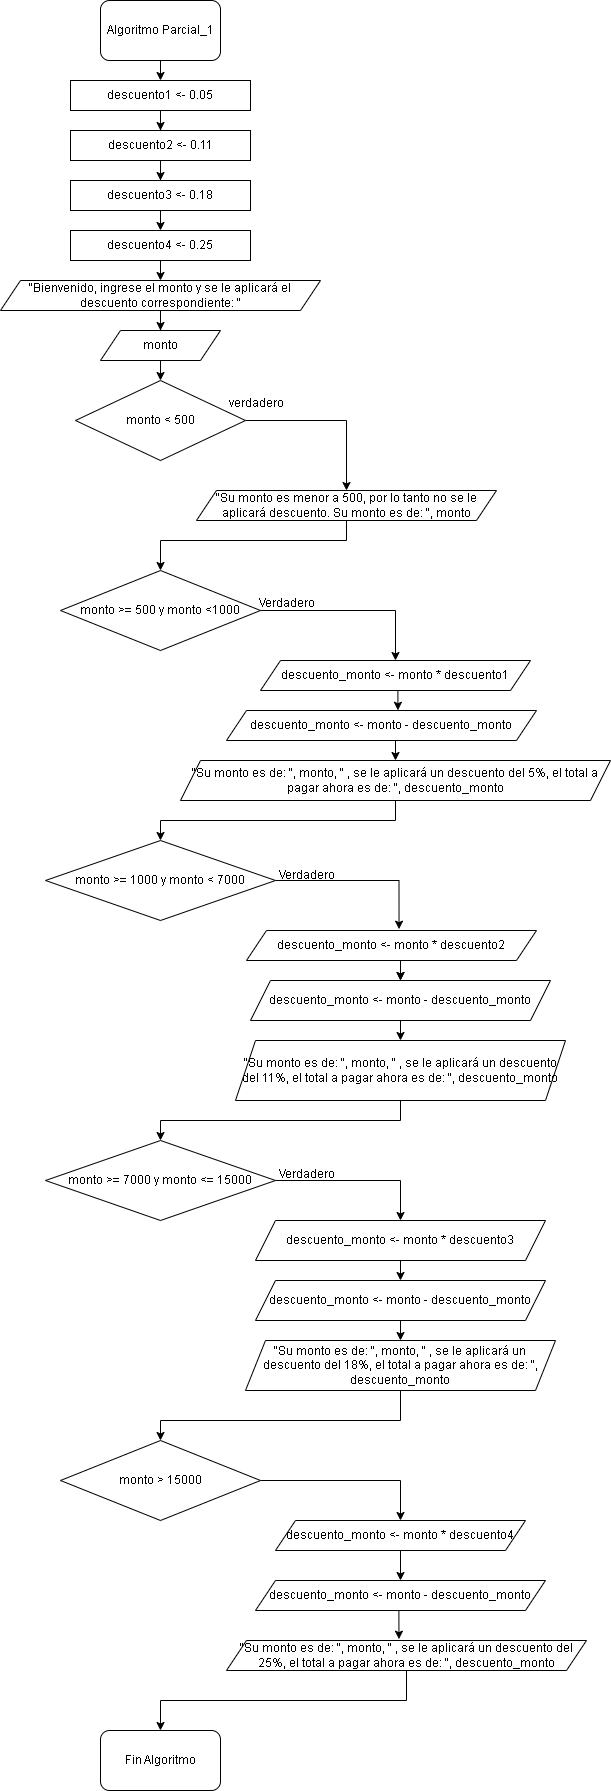 Algoritmo Parcial_1
descuento1 <- 0.05
descuento2 <- 0.11
descuento3 <- 0.18
descuento4 <- 0.25
"Bienvenido, ingrese el monto y se le aplicará el
descuento correspondiente: "
monto
monto < 500
verdadero
"Su monto es menor a 500, por lo tanto no se le
aplicará descuento. Su monto es de: ", monto
monto >= 500 y monto <1000
Verdadero
descuento_monto <- monto * descuento1
descuento_monto <- monto - descuento_monto
"Su monto es de: ", monto, " , se le aplicará un descuento del 5%, el total a
pagar ahora es de: ", descuento_monto
monto >= 1000 y monto < 7000
Verdadero
descuento_monto <- monto * descuento2
descuento_monto <- monto - descuento_monto
"Su monto es de: ", monto, " , se le aplicará un descuento
del 11%, el total a pagar ahora es de: ", descuento_monto
monto >= 7000 y monto <= 15000
Verdadero
descuento_monto <- monto * descuento3
descuento_monto <- monto - descuento_monto
"Su monto es de: ", monto, " , se le aplicará un
descuento del 18%, el total a pagar ahora es de: ",
descuento_monto
monto > 15000
descuento_monto <- monto * descuento4
descuento_monto <- monto - descuento_monto
"Su monto es de: ", monto, " , se le aplicará un descuento del
25%, el total a pagar ahora es de: ", descuento_monto
Fin Algoritmo